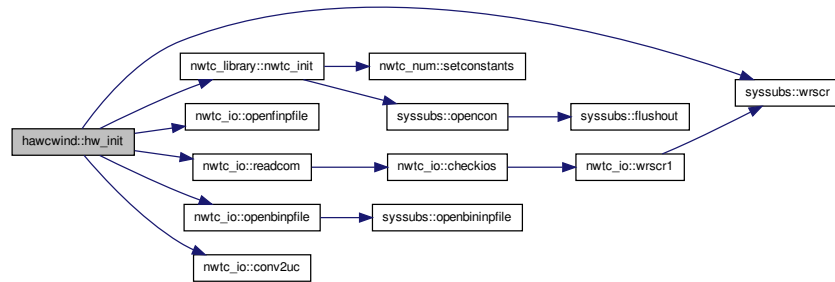 hawcwind::hw_init
nwtc_library::nwtc_init
nwtc_num::setconstants
syssubs::wrscr
nwtc_io::openfinpfile
syssubs::opencon
syssubs::flushout
nwtc_io::readcom
nwtc_io::checkios
nwtc_io::wrscr1
nwtc_io::openbinpfile
syssubs::openbininpfile
nwtc_io::conv2uc